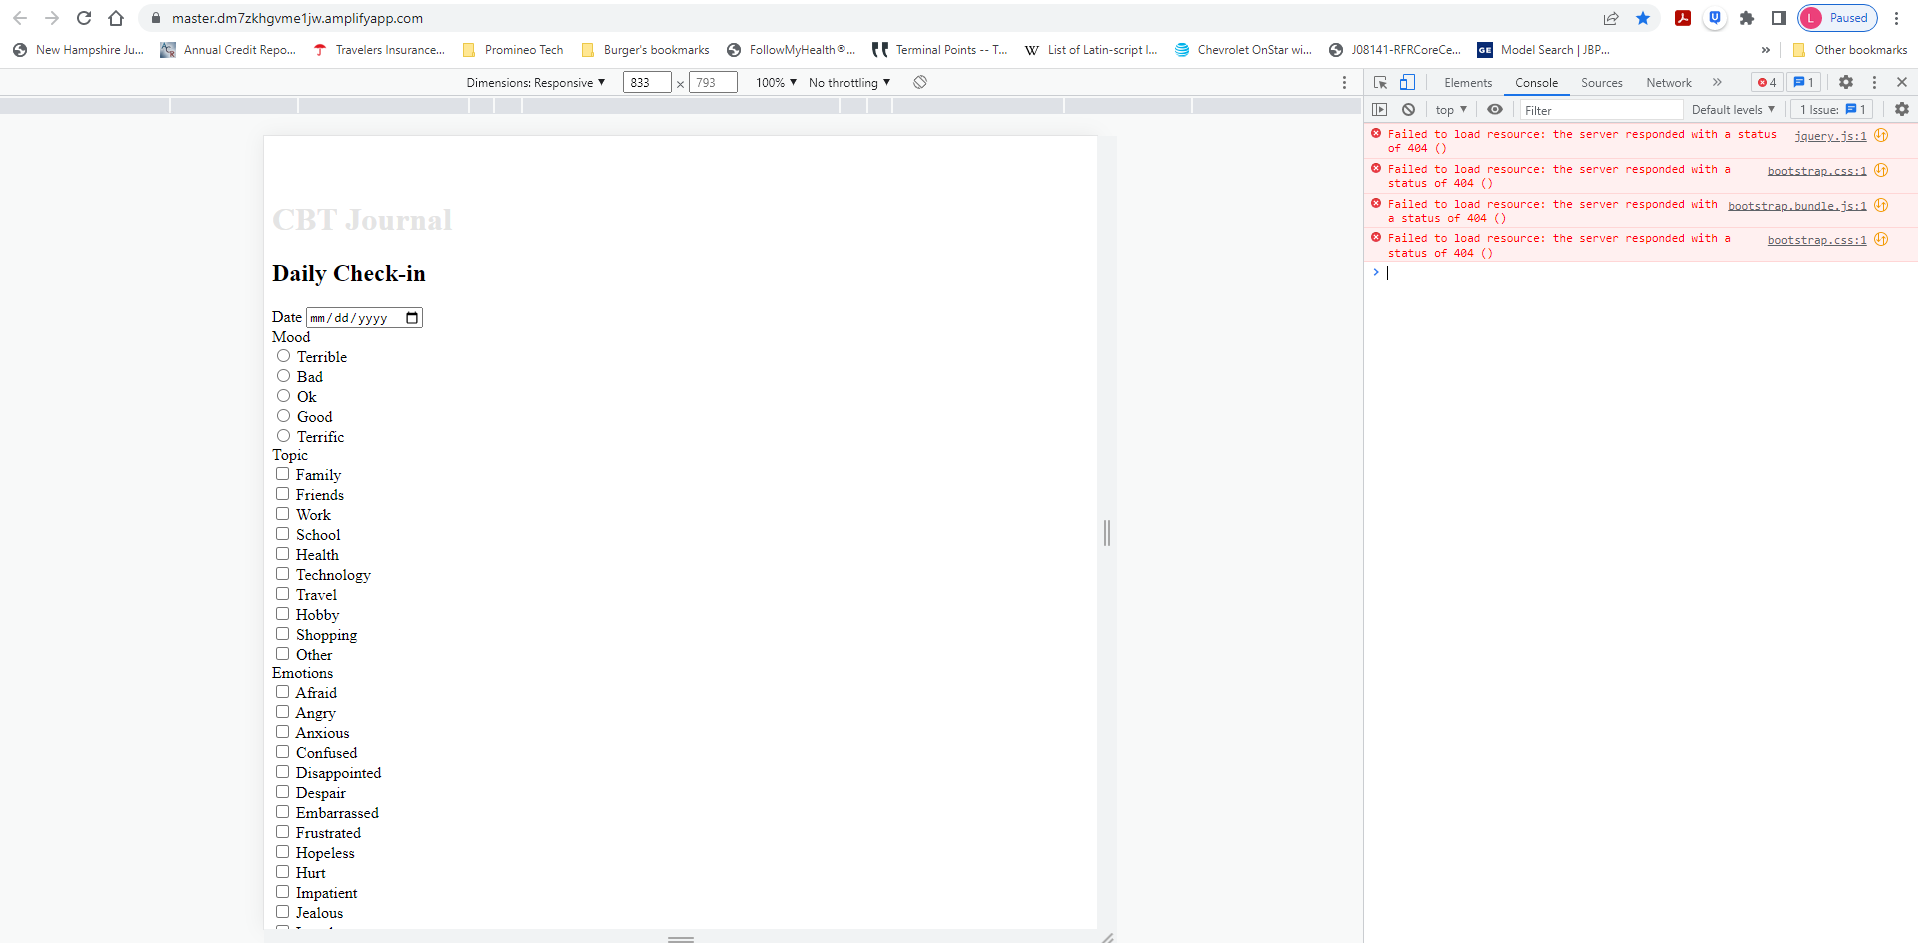 master.dm7zkhgvme1jw.amplifyapp.com
L Paused
New Hampshire Ju... Annual Credit Repo... Travelers Insurance... Promineo Tech Burger's bookmarks FollowMyHealth®... Terminal Points -- T... List of Latin-script l... Chevrolet OnStar wi... J08141-RFRCoreCe... GE Model Search | JBP... » Other bookmarks
Dimensions: Responsive 833 × 793 100% No throttling
Elements Console Sources Network » 4 1
top Filter Default levels 1 Issue: 1
Failed to load resource: the server responded with a status jquery.js:1
of 404 ()
Failed to load resource: the server responded with a bootstrap.css:1
status of 404 ()
Failed to load resource: the server responded with bootstrap.bundle.js:1
a status of 404 ()
Failed to load resource: the server responded with a bootstrap.css:1
status of 404 ()
CBT Journal
Daily Check-in
Date mm/dd/yyyy
Mood
Terrible
Bad
Ok
Good
Terrific
Topic
Family
Friends
Work
School
Health
Technology
Travel
Hobby
Shopping
Other
Emotions
Afraid
Angry
Anxious
Confused
Disappointed
Despair
Embarrassed
Frustrated
Hopeless
Hurt
Impatient
Jealous